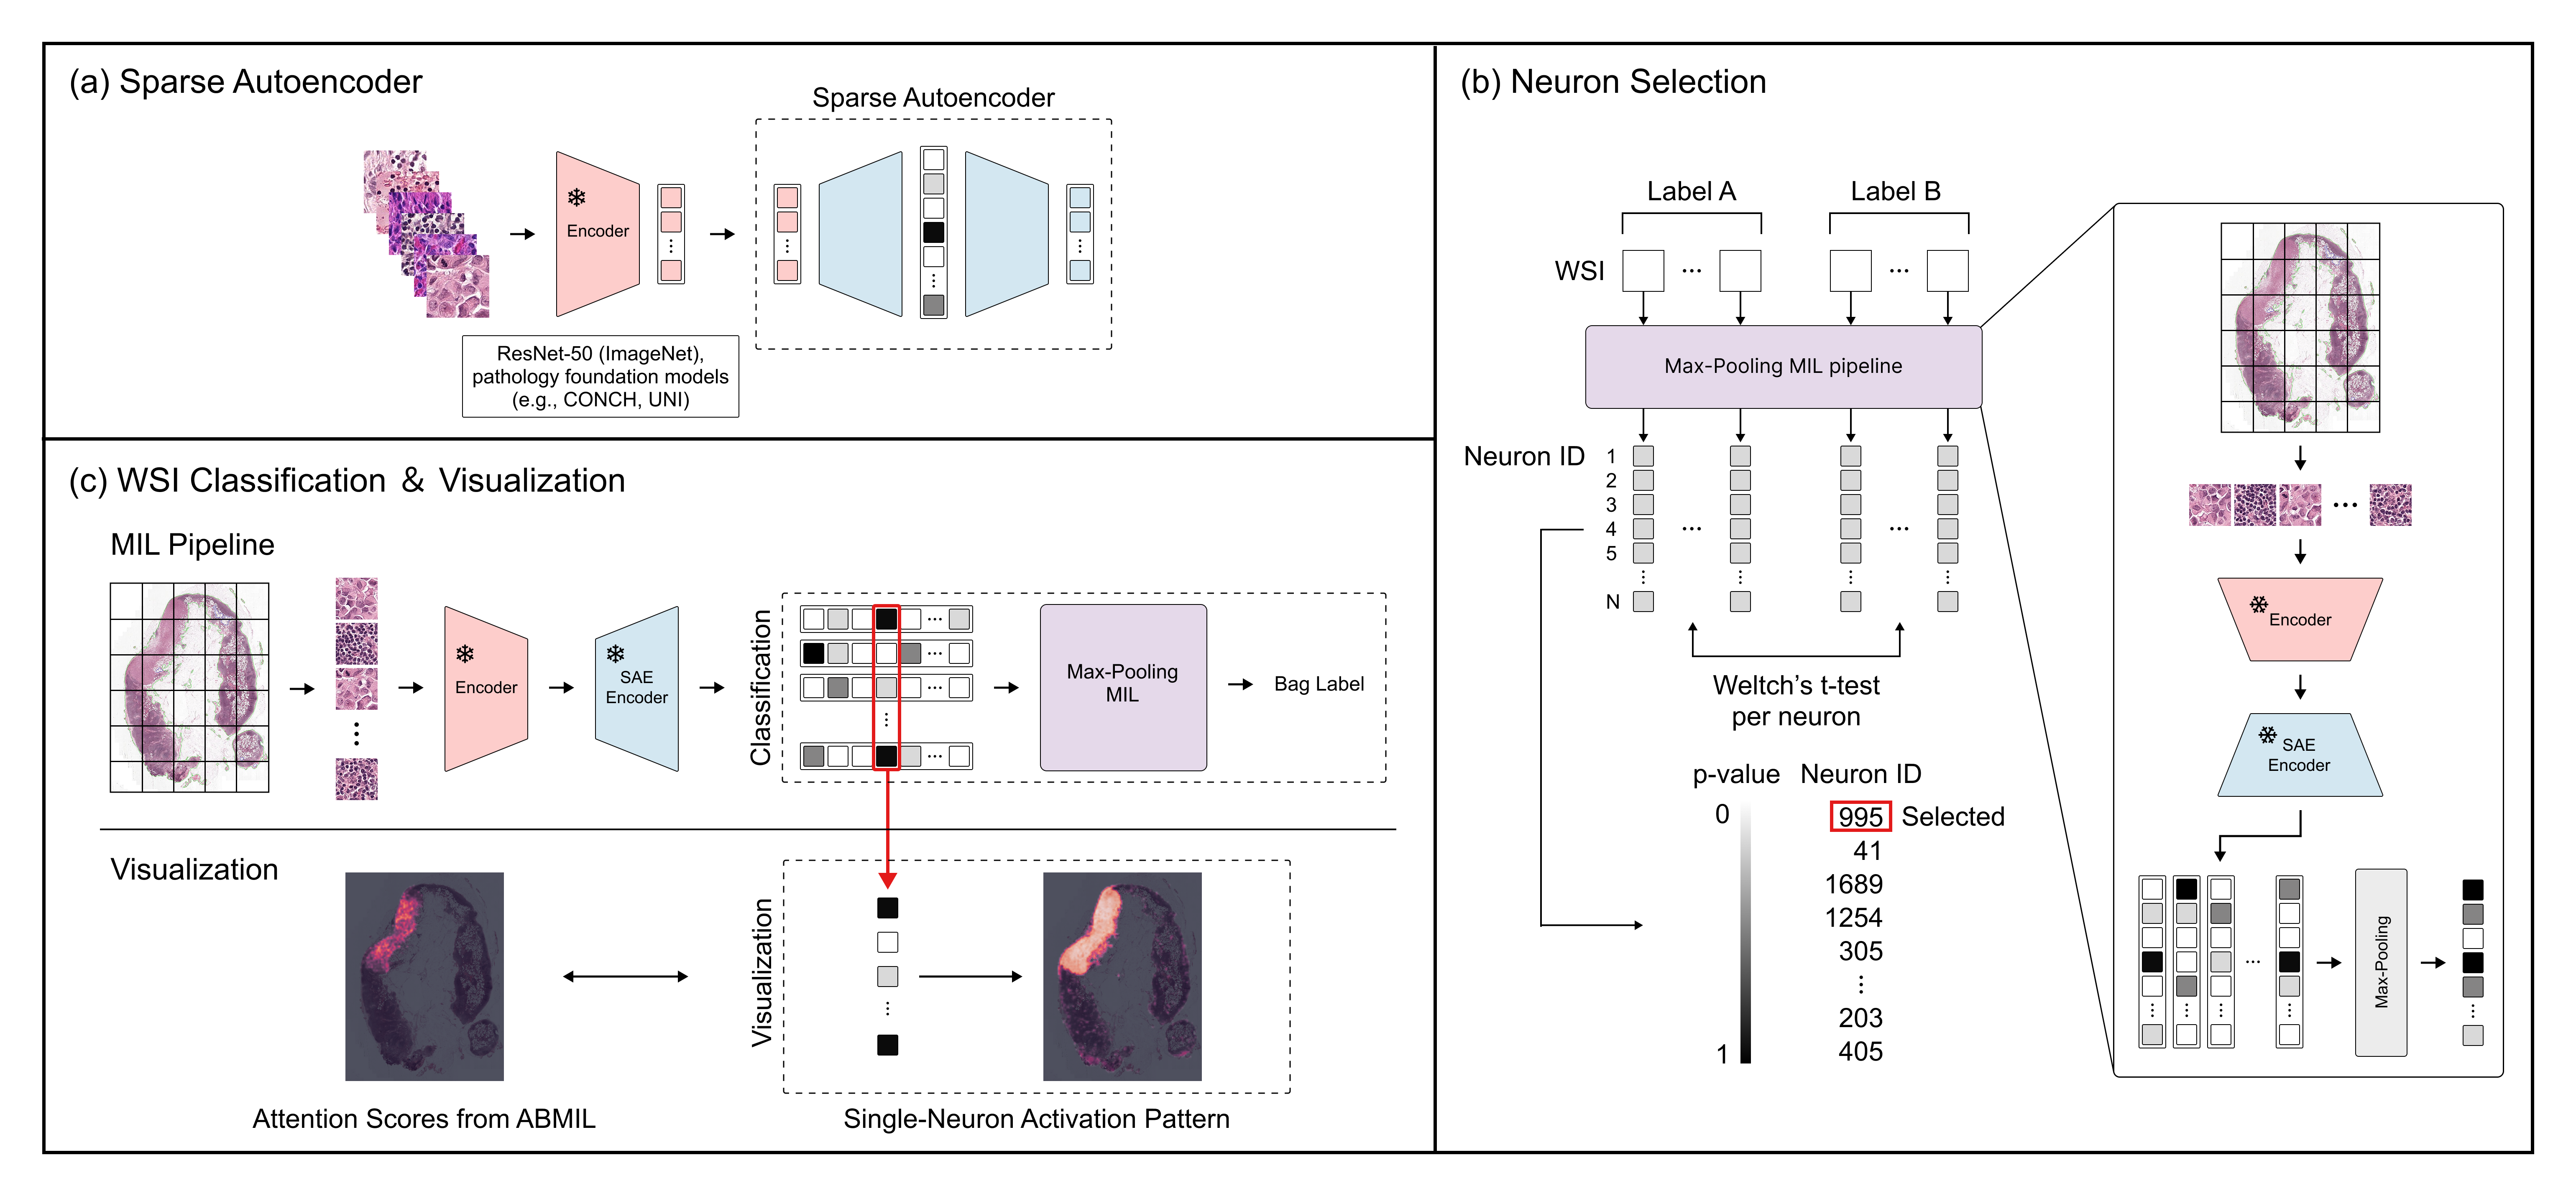 (a) Sparse Autoencoder
Sparse Autoencoder
Encoder
ResNet-50 (ImageNet),
pathology foundation models
(e.g., CONCH, UNI)
(b) Neuron Selection
Label A
Label B
WSI
...
...
Max-Pooling MIL pipeline
Neuron ID
1
2
3
4
5
N
...
...
Weltch's t-test
per neuron
p-value
Neuron ID
0
1
995
Selected
41
1689
1254
305
203
405
...
Encoder
SAE
Encoder
...
Max-Pooling
(c) WSI Classification & Visualization
MIL Pipeline
Encoder
SAE
Encoder
Classification
...
...
...
...
Max-Pooling
MIL
Bag Label
Visualization
Attention Scores from ABMIL
Visualization
Single-Neuron Activation Pattern